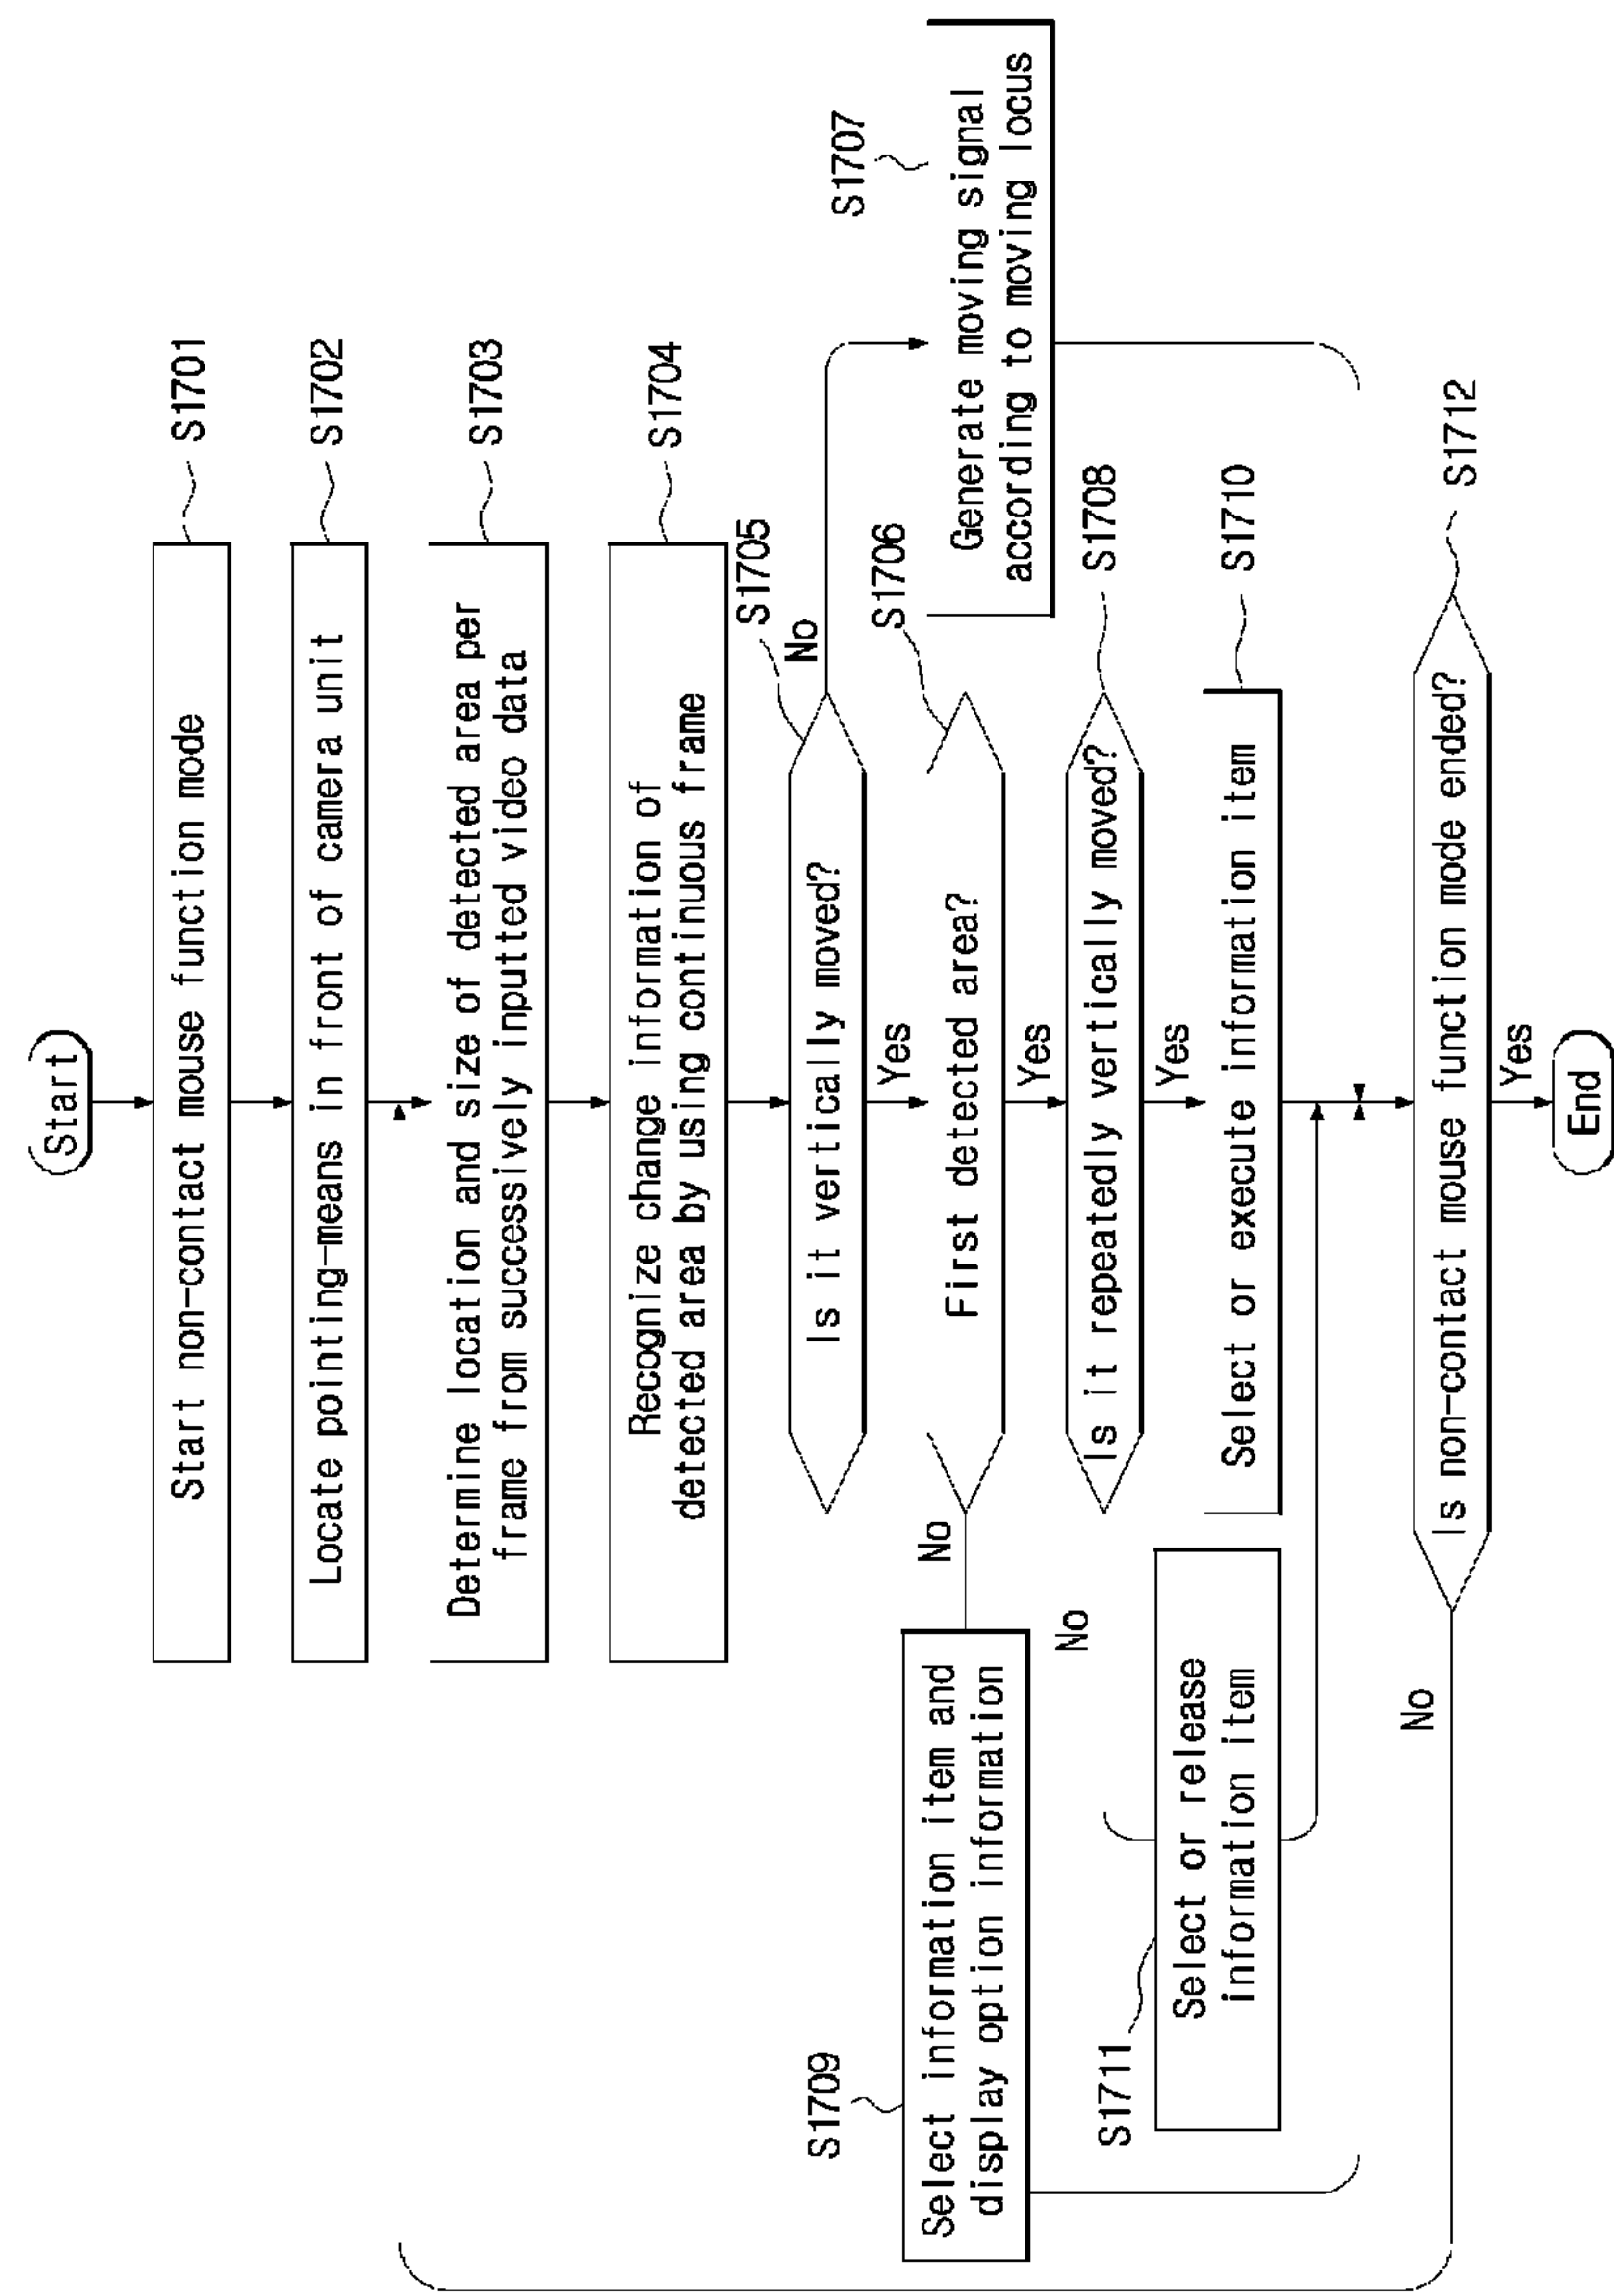 Start
Start non-contact mouse function mode
S1701
Locate pointing-means in front of camera unit
S1702
Determine location and size of detected area per
frame from successively inputted video data
S1703
Recognize change information of
detected area by using continuous frame
S1704
Is it vertically moved?
S1705
No
Yes
Generate moving signal
according to moving locus
S1707
First detected area?
S1706
No
Yes
Select information item and
display option information
S1709
Is it repeatedly vertically moved?
S1708
No
Yes
Select or execute information item
S1710
Select or release
information item
S1711
Is non-contact mouse function mode ended?
S1712
No
Yes
End